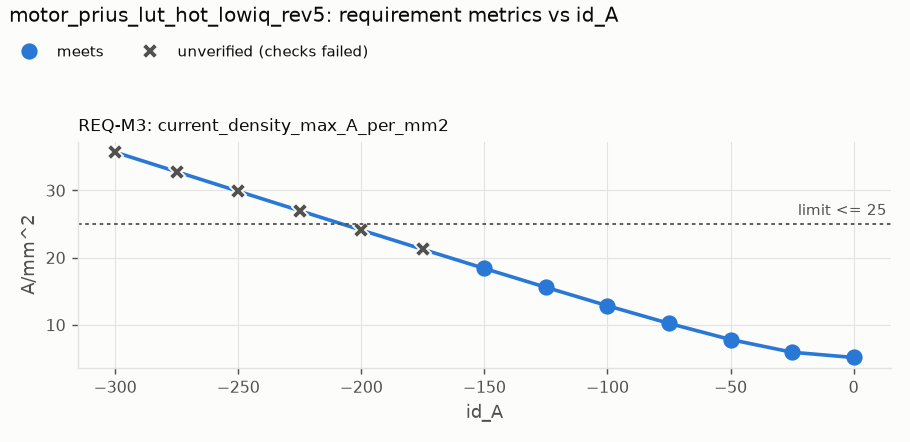 motor_prius_lut_hot_lowiq_rev5: requirement metrics vs id_A
meets
unverified (checks failed)
REQ-M3: current_density_max_A_per_mm2
A/mm^2
30
20
10
limit <= 25
−300
−250
−200
−150
−100
−50
0
id_A